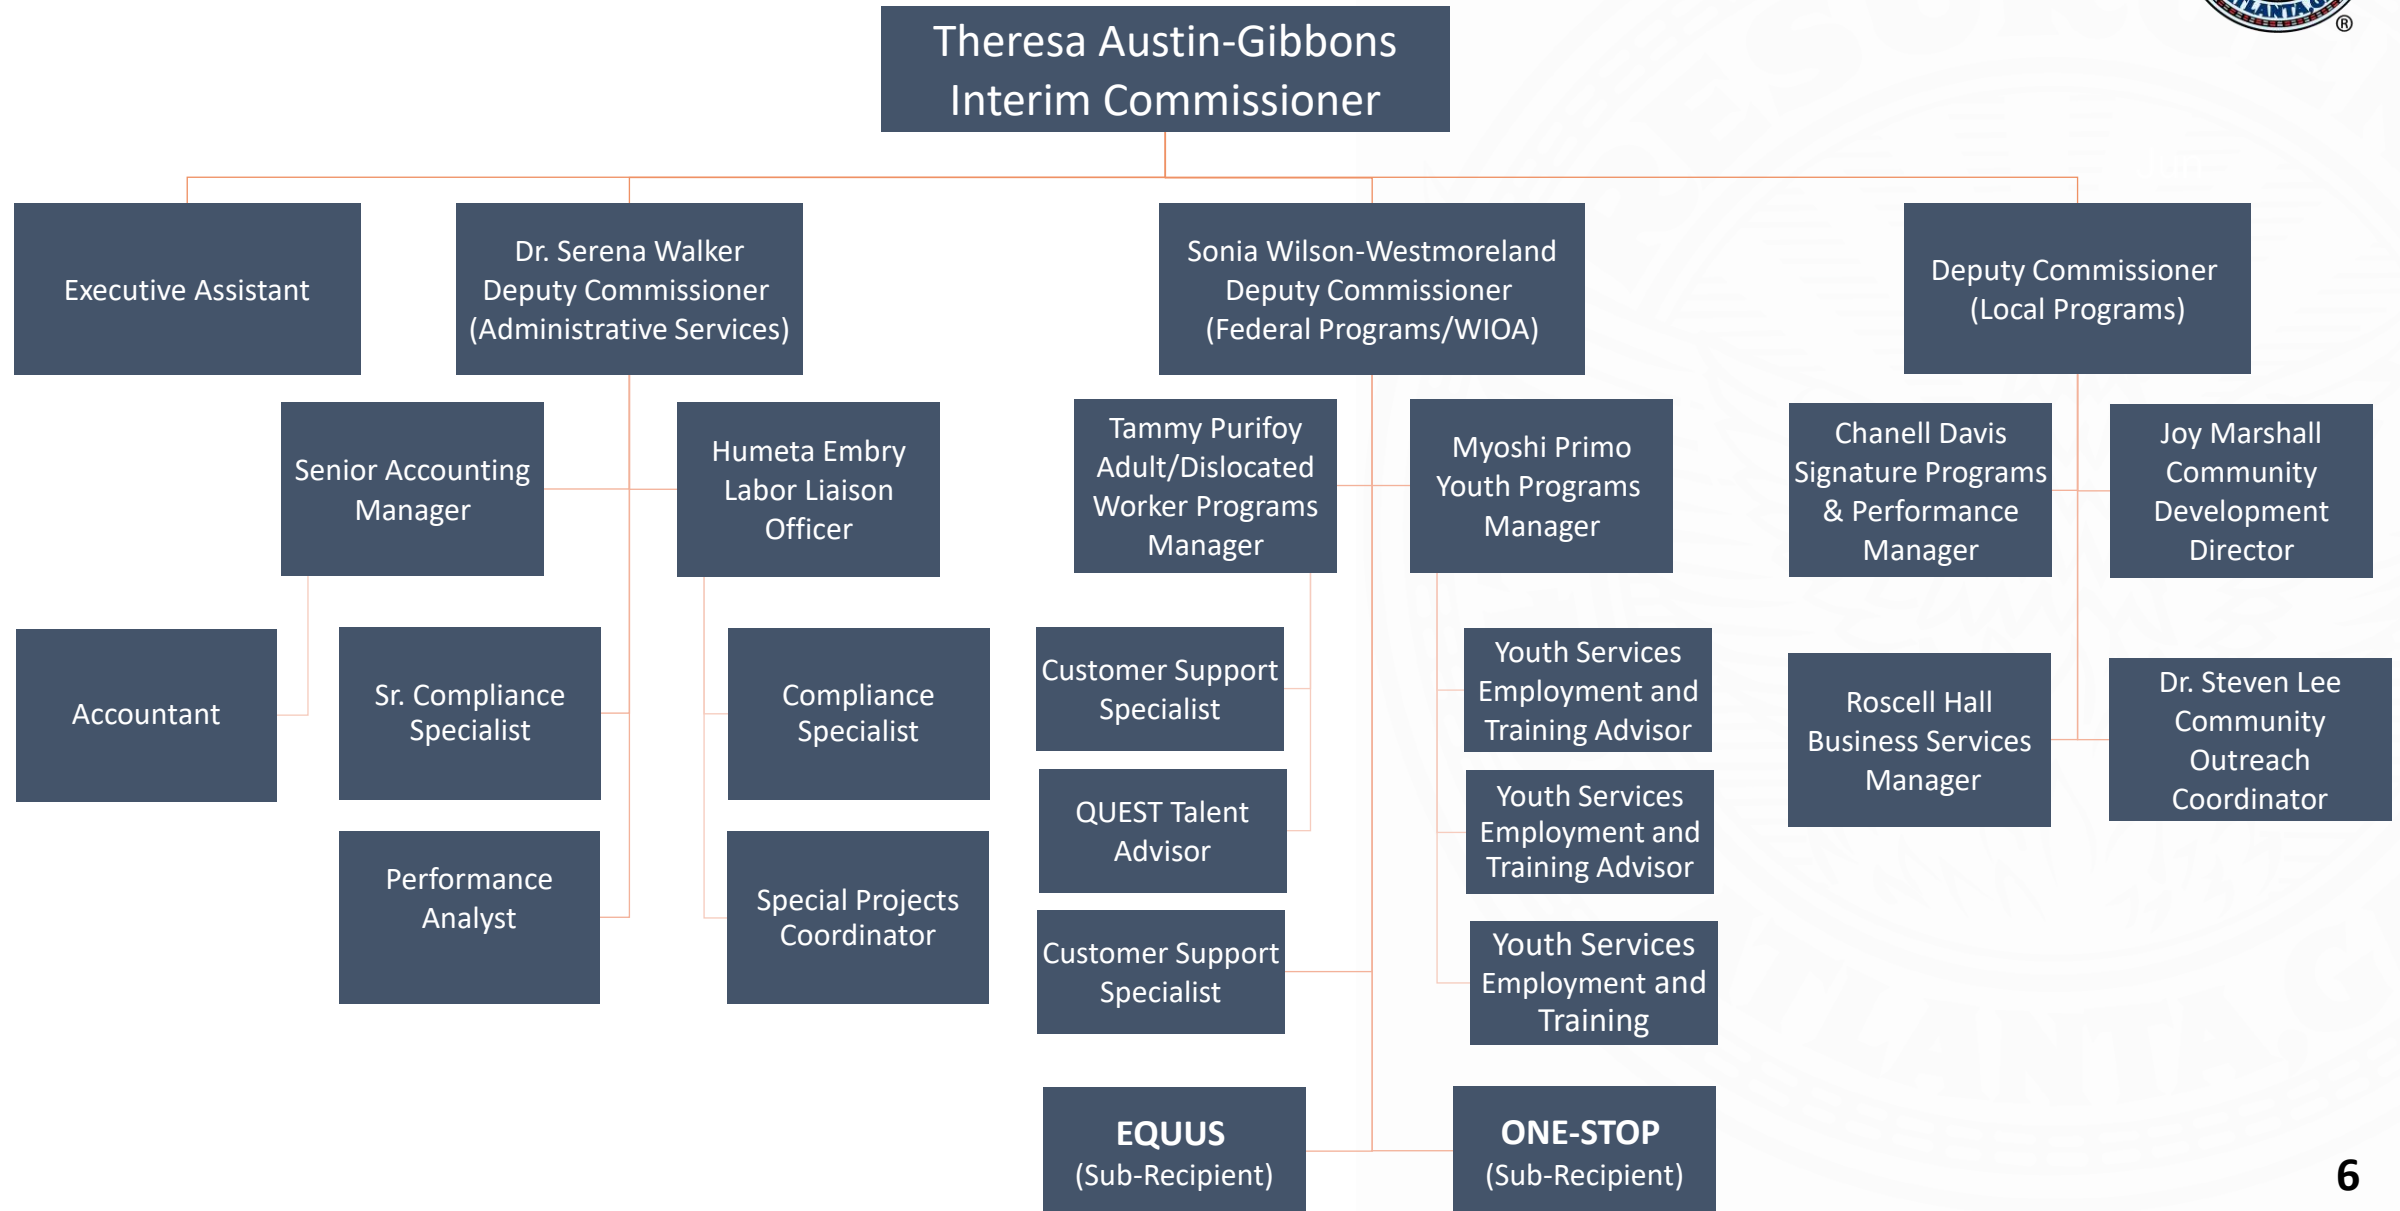 ATLANTA, G
®
Theresa Austin-Gibbons
Interim Commissioner
Executive Assistant
Dr. Serena Walker
Deputy Commissioner
(Administrative Services)
Sonia Wilson-Westmoreland
Deputy Commissioner
(Federal Programs/WIOA)
Deputy Commissioner
(Local Programs)
Senior Accounting
Manager
Humeta Embry
Labor Liaison
Officer
Tammy Purifoy
Adult/Dislocated
Worker Programs
Manager
Myoshi Primo
Youth Programs
Manager
Chanell Davis
Signature Programs
& Performance
Manager
Joy Marshall
Community
Development
Director
Accountant
Sr. Compliance
Specialist
Compliance
Specialist
Customer Support
Specialist
Youth Services
Employment and
Training Advisor
Roscell Hall
Business Services
Manager
Dr. Steven Lee
Community
Outreach
Coordinator
Performance
Analyst
Special Projects
Coordinator
QUEST Talent
Advisor
Youth Services
Employment and
Training Advisor
Customer Support
Specialist
Youth Services
Employment and
Training
EQUUS
(Sub-Recipient)
ONE-STOP
(Sub-Recipient)
6